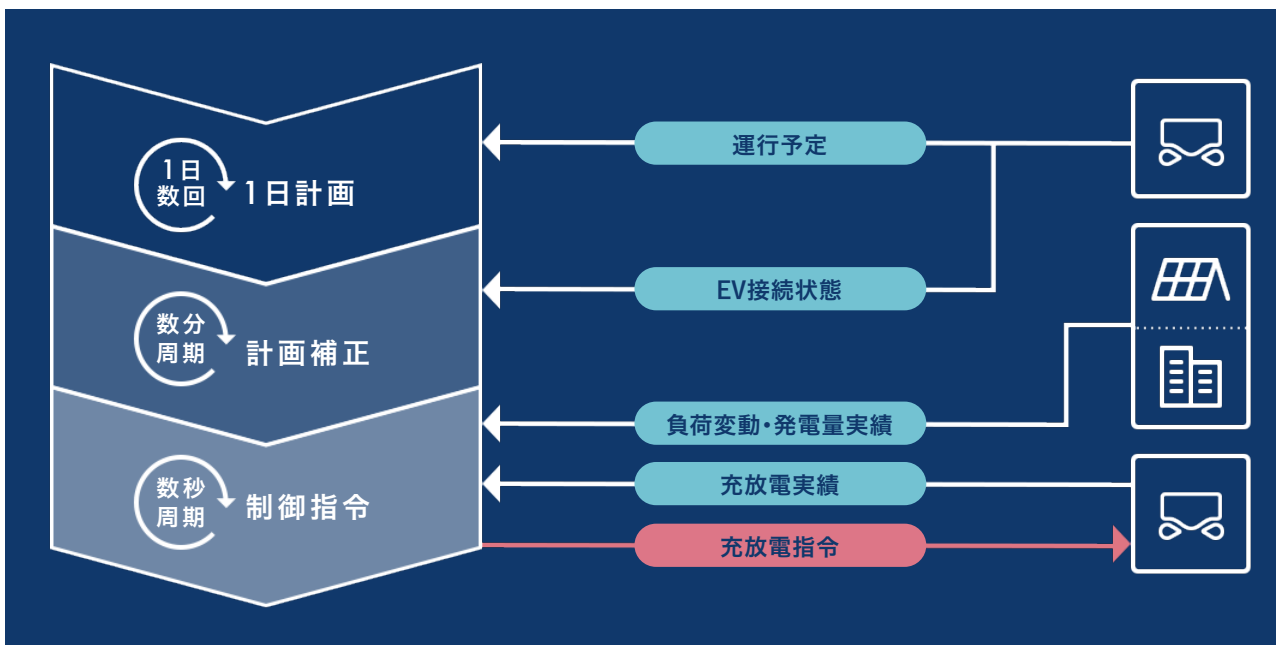 1日
数回
1日計画
運行予定
数分
周期
計画補正
EV接続状態
負荷変動・発電量実績
数秒
周期
制御指令
充放電実績
充放電指令